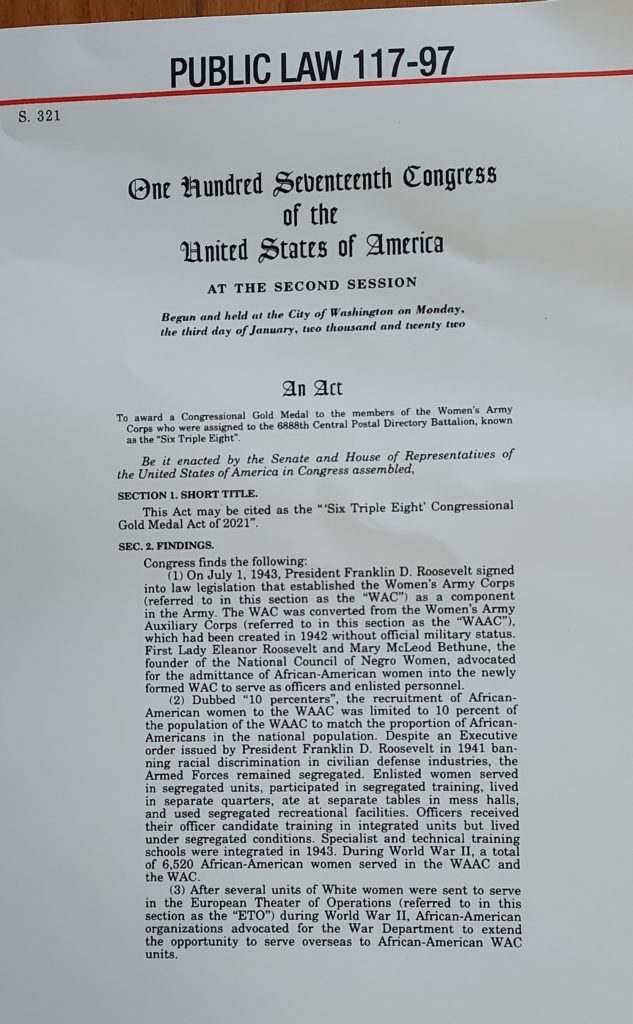 PUBLIC LAW 117-97
S. 321
One Hundred Seventeenth Congress
of the
United States of America
AT THE SECOND SESSION
Begun and held at the City of Washington on Monday,
the third day of January, two thousand and twenty two
An Act
To award a Congressional Gold Medal to the members of the Women's Army
Corps who were assigned to the 6888th Central Postal Directory Battalion, known
as the "Six Triple Eight".
Be it enacted by the Senate and House of Representatives of
the United States of America in Congress assembled,
SECTION 1. SHORT TITLE.
This Act may be cited as the "'Six Triple Eight' Congressional
Gold Medal Act of 2021".
SEC. 2. FINDINGS.
Congress finds the following:
(1) On July 1, 1943, President Franklin D. Roosevelt signed
into law legislation that established the Women's Army Corps
(referred to in this section as the "WAC") as a component
in the Army. The WAC was converted from the Women's Army
Auxiliary Corps (referred to in this section as the "WAAC"),
which had been created in 1942 without official military status.
First Lady Eleanor Roosevelt and Mary McLeod Bethune, the
founder of the National Council of Negro Women, advocated
for the admittance of African-American women into the newly
formed WAC to serve as officers and enlisted personnel.
(2) Dubbed "10 percenters", the recruitment of African-
American women to the WAAC was limited to 10 percent of
the population of the WAAC to match the proportion of African-
Americans in the national population. Despite an Executive
order issued by President Franklin D. Roosevelt in 1941 ban-
ning racial discrimination in civilian defense industries, the
Armed Forces remained segregated. Enlisted women served
in segregated units, participated in segregated training, lived
in separate quarters, ate at separate tables in mess halls,
and used segregated recreational facilities. Officers received
their officer candidate training in integrated units but lived
under segregated conditions. Specialist and technical training
schools were integrated in 1943. During World War II, a total
of 6,520 African-American women served in the WAAC and
the WAC.
(3) After several units of White women were sent to serve
in the European Theater of Operations (referred to in this
section as the "ETO") during World War II, African-American
organizations advocated for the War Department to extend
the opportunity to serve overseas to African-American WAC
units.